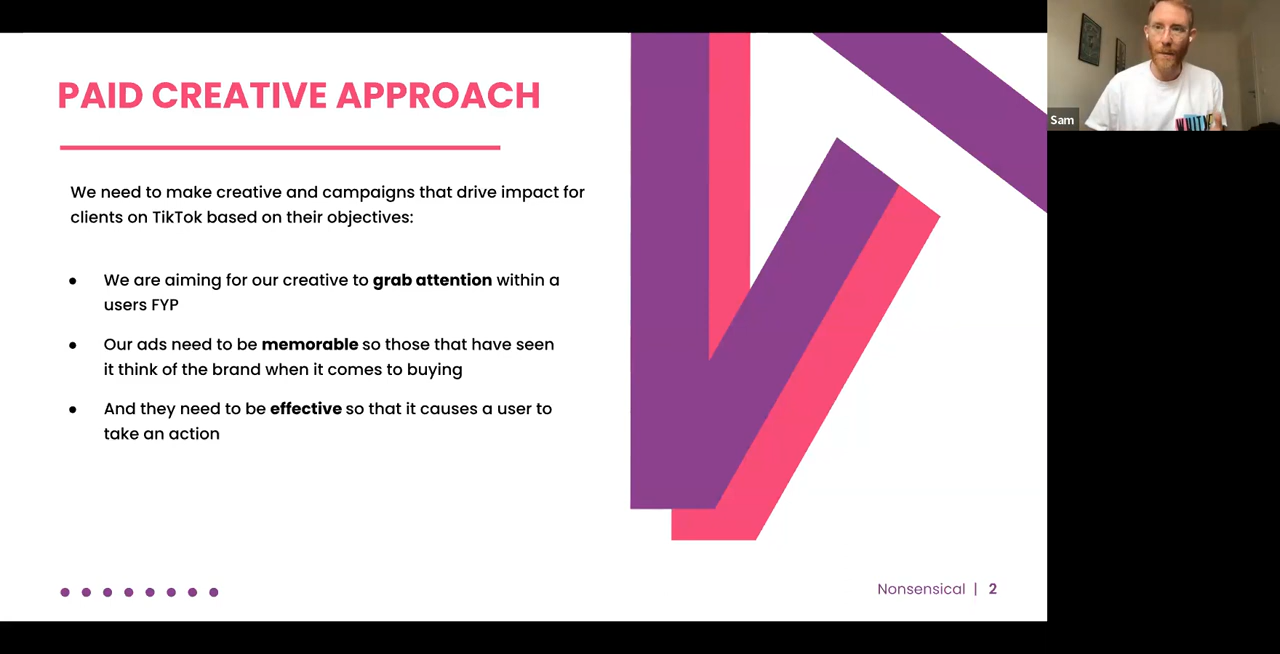 PAID CREATIVE APPROACH
We need to make creative and campaigns that drive impact for
clients on TikTok based on their objectives:
● We are aiming for our creative to grab attention within a
users FYP
● Our ads need to be memorable so those that have seen
it think of the brand when it comes to buying
● And they need to be effective so that it causes a user to
take an action
Nonsensical | 2
Sam